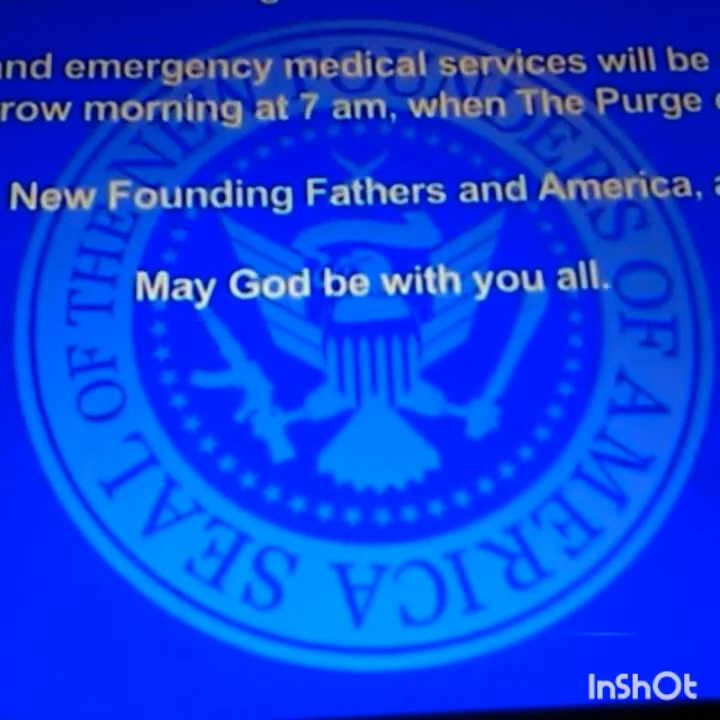 and emergency medical services will be
row morning at 7 am, when The Purge
New Founding Fathers and America,
May God be with you all.
SEAL OF THE NEW FOUNDERS OF AMERICA
InShOt